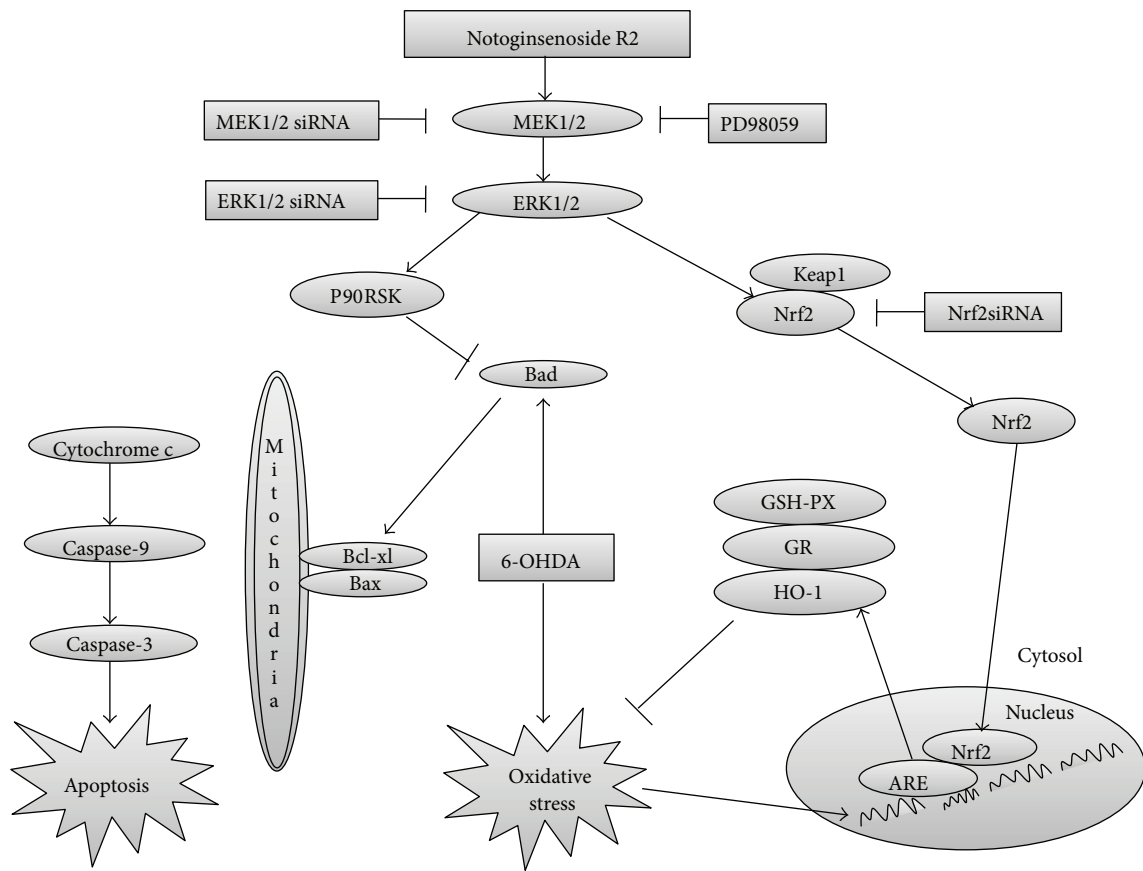 Notoginsenoside R2
MEK1/2 siRNA
MEK1/2
PD98059
ERK1/2 siRNA
ERK1/2
Keap1
P90RSK
Nrf2
Nrf2siRNA
Bad
Nrf2
Cytochrome c
Mitochondria
GSH-PX
Caspase-9
Bcl-xl
6-OHDA
GR
Bax
HO-1
Caspase-3
Cytosol
Nucleus
Nrf2
Apoptosis
Oxidative
stress
ARE